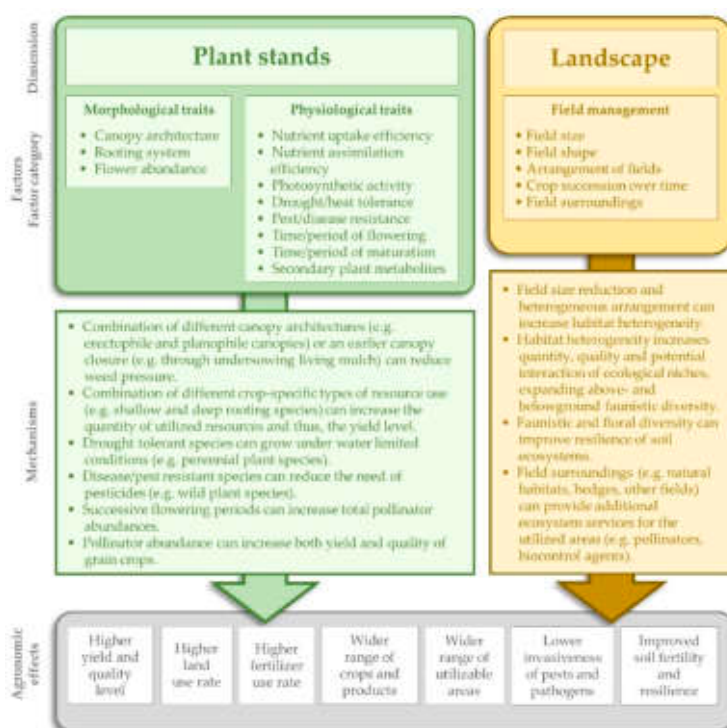 Dimension
Plant stands
Landscape
Factors
Factor category
Morphological traits
• Canopy architecture
• Rooting system
• Flower abundance
Physiological traits
• Nutrient uptake efficiency
• Nutrient assimilation
efficiency
• Photosynthetic activity
• Drought/heat tolerance
• Pest/disease resistance
• Time/period of flowering
• Time/period of maturation
• Secondary plant metabolites
Field management
• Field size
• Field shape
• Arrangement of fields
• Crop succession over time
• Field surroundings
Mechanisms
• Combination of different canopy architectures (e.g.
erectophile and planophile canopies) or an earlier canopy
closure (e.g. through undersowing living mulch) can reduce
weed pressure.
• Combination of different crop-specific types of resource use
(e.g. shallow and deep rooting species) can increase the
quantity of utilized resources and thus, the yield level.
• Drought tolerant species can grow under water limited
conditions (e.g. perennial plant species).
• Disease/pest resistant species can reduce the need of
pesticides (e.g. wild plant species).
• Successive flowering periods can increase total pollinator
abundances.
• Pollinator abundance can increase both yield and quality of
grain crops.
• Field size reduction and
heterogeneous arrangement can
increase habitat heterogeneity.
• Habitat heterogeneity increases
quantity, quality and potential
interaction of ecological niches,
expanding above- and
belowground faunistic diversity.
• Faunistic and floral diversity can
improve resilience of soil
ecosystems.
• Field surroundings (e.g. natural
habitats, hedges, other fields)
can provide additional
ecosystem services for the
utilized areas (e.g. pollinators,
biocontrol agents).
Agronomic
effects
Higher
yield and
quality
level
Higher
land
use rate
Higher
fertilizer
use rate
Wider
range of
crops and
products
Wider
range of
utilizable
areas
Lower
invasiveness
of pests and
pathogens
Improved
soil fertility
and
resilience